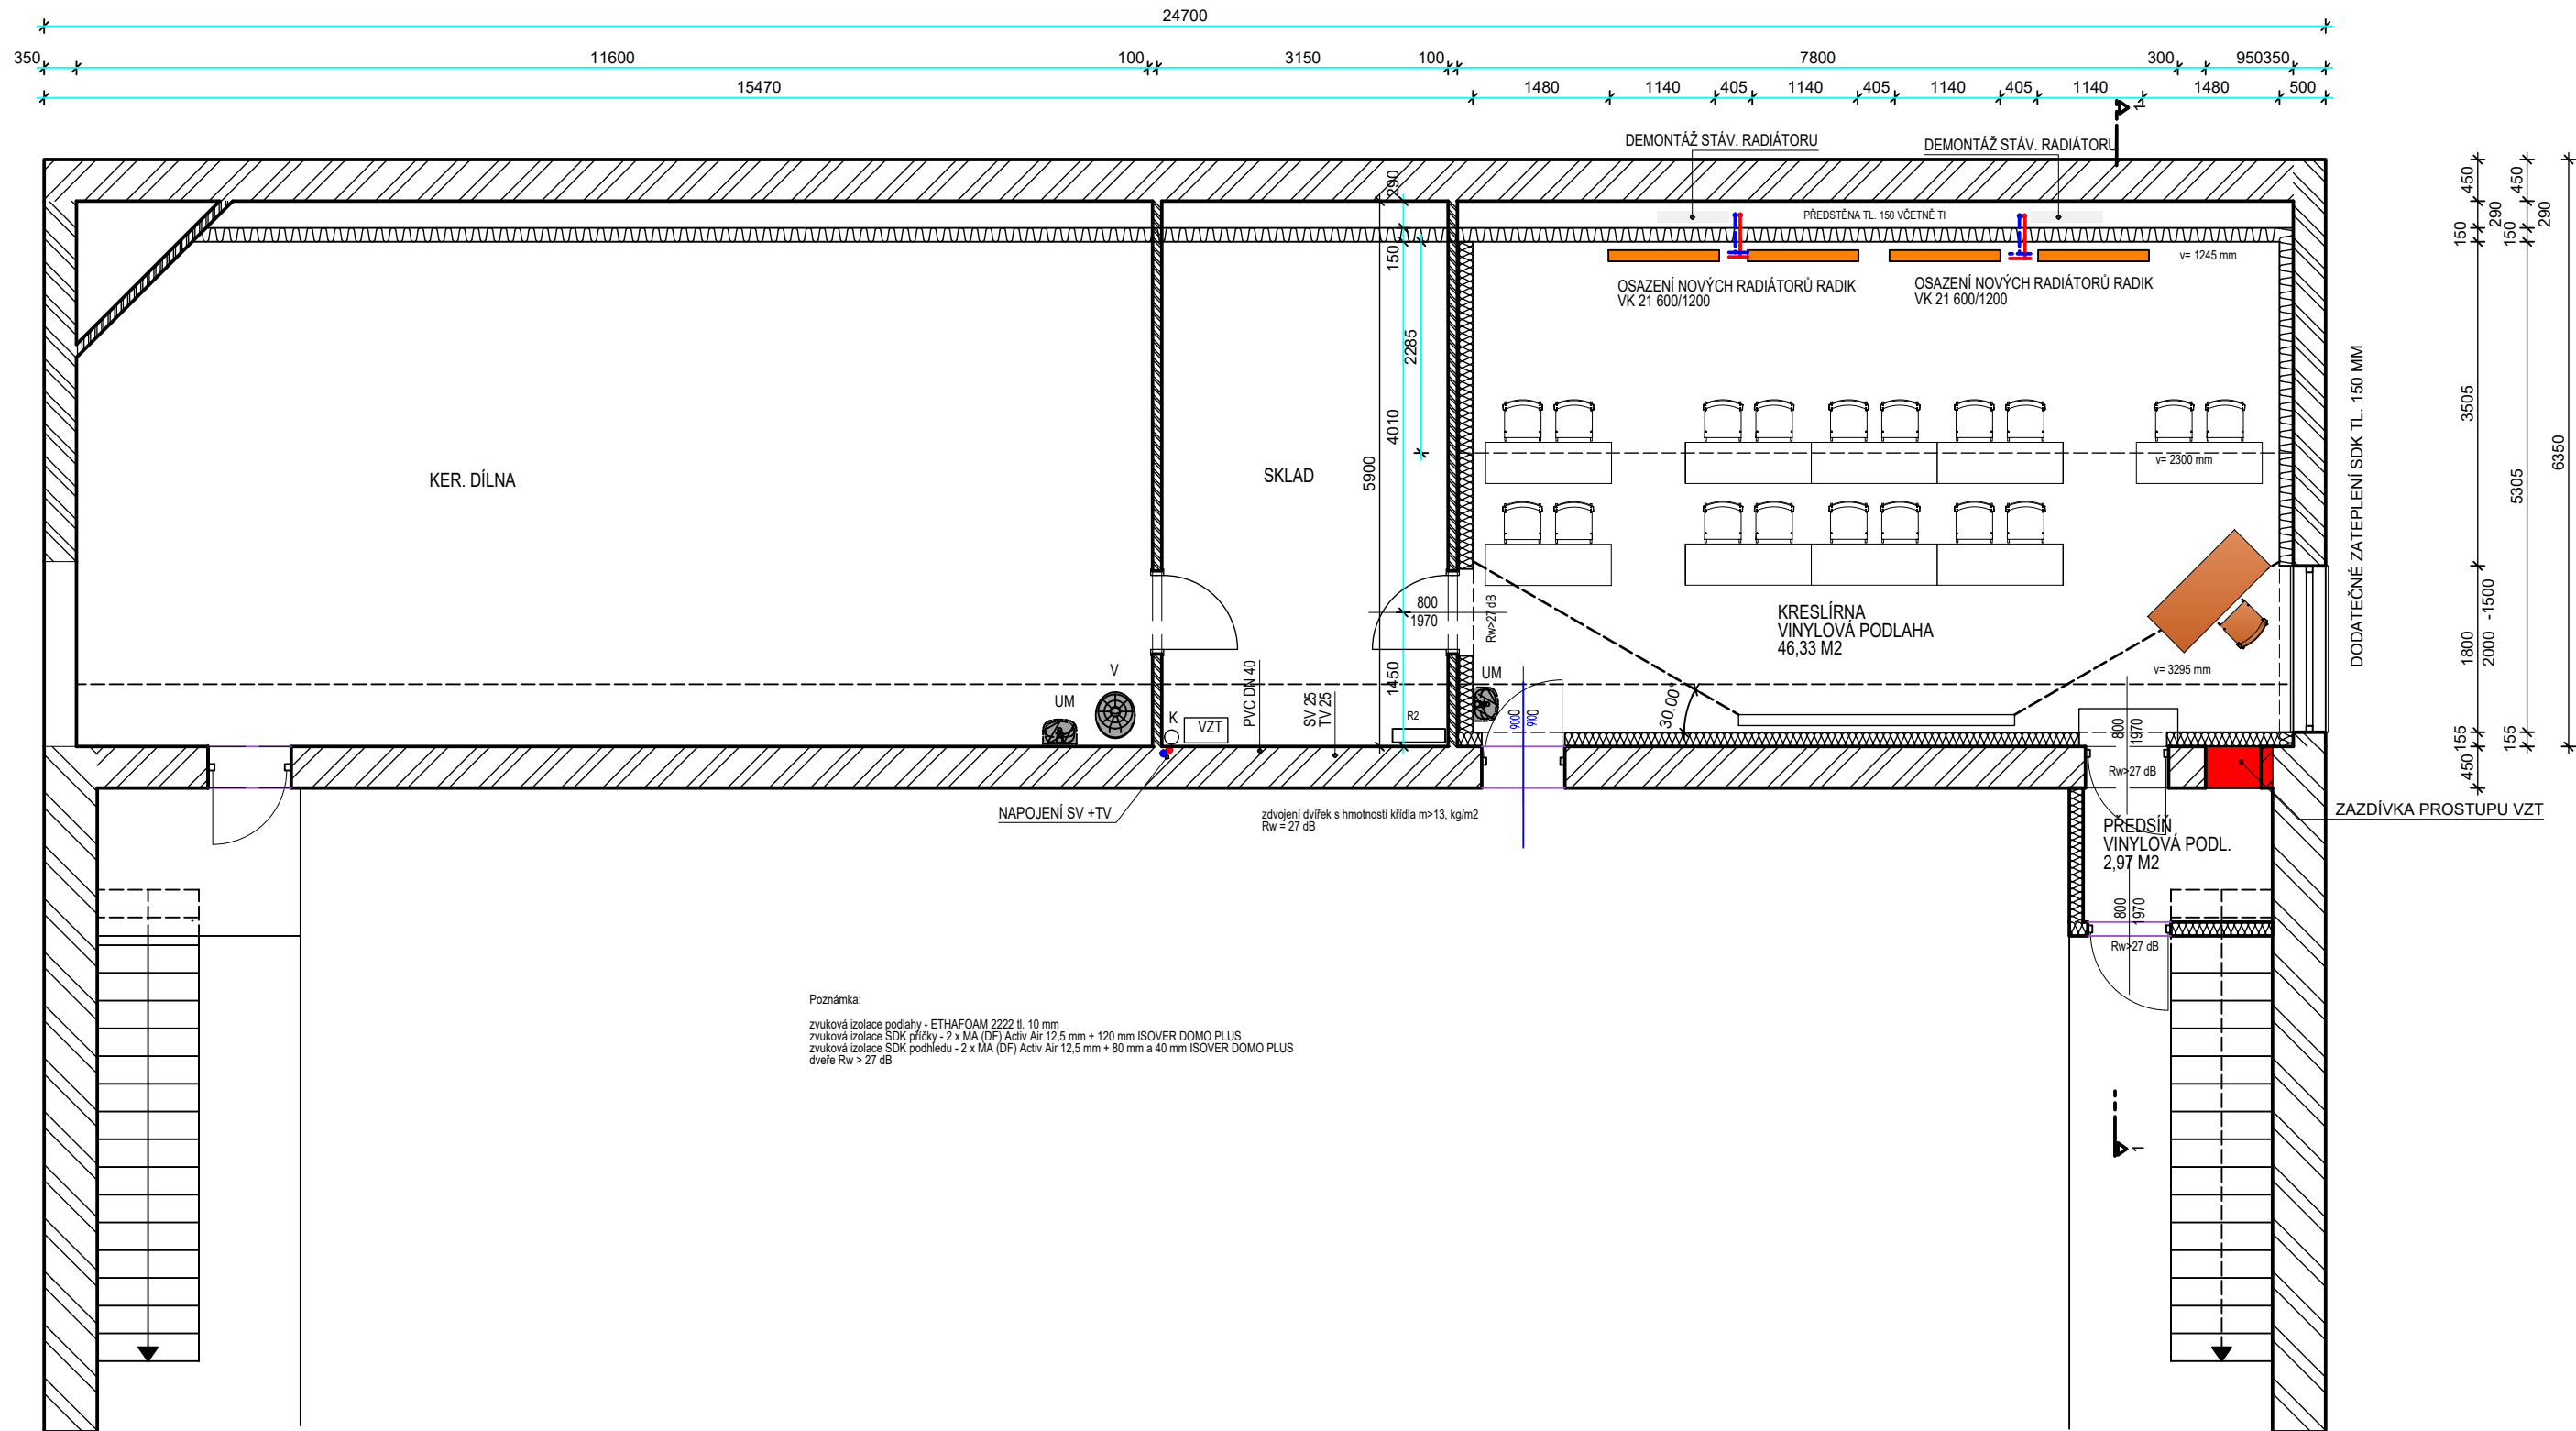 24700
350
11600
100
3150
100
7800
300
950
350
15470
1480
1140
405
1140
405
1140
405
1140
1480
500
1
DEMONTÁŽ STÁV. RADIÁTORU
DEMONTÁŽ STÁV. RADIÁTORU
PŘEDSTĚNA TL. 150 VČETNĚ TI
v= 1245 mm
OSAZENÍ NOVÝCH RADIÁTORŮ RADIK
VK 21 600/1200
OSAZENÍ NOVÝCH RADIÁTORŮ RADIK
VK 21 600/1200
290
150
2285
4010
5900
1450
KER. DÍLNA
SKLAD
v= 2300 mm
800
1970
Rw>27 dB
KRESLÍRNA
VINYLOVÁ PODLAHA
46,33 M2
v= 3295 mm
30.00°
UM
V
K
VZT
PVC DN 40
SV 25
TV 25
R2
UM
9000
9100
800
1970
Rw>27 dB
NAPOJENÍ SV +TV
zdvojení dvířek s hmotností křídla m>13, kg/m2
Rw = 27 dB
PŘEDSÍŇ
VINYLOVÁ PODL.
2,97 M2
800
1970
Rw>27 dB
ZAZDÍVKA PROSTUPU VZT
DODATEČNÉ ZATEPLENÍ SDK TL. 150 MM
450
150
290
3505
1800
2000 -1500
155
450
450
150
290
5305
155
6350
Poznámka:
zvuková izolace podlahy - ETHAFOAM 2222 tl. 10 mm
zvuková izolace SDK příčky - 2 x MA (DF) Activ Air 12,5 mm + 120 mm ISOVER DOMO PLUS
zvuková izolace SDK podhledu - 2 x MA (DF) Activ Air 12,5 mm + 80 mm a 40 mm ISOVER DOMO PLUS
dveře Rw > 27 dB
1